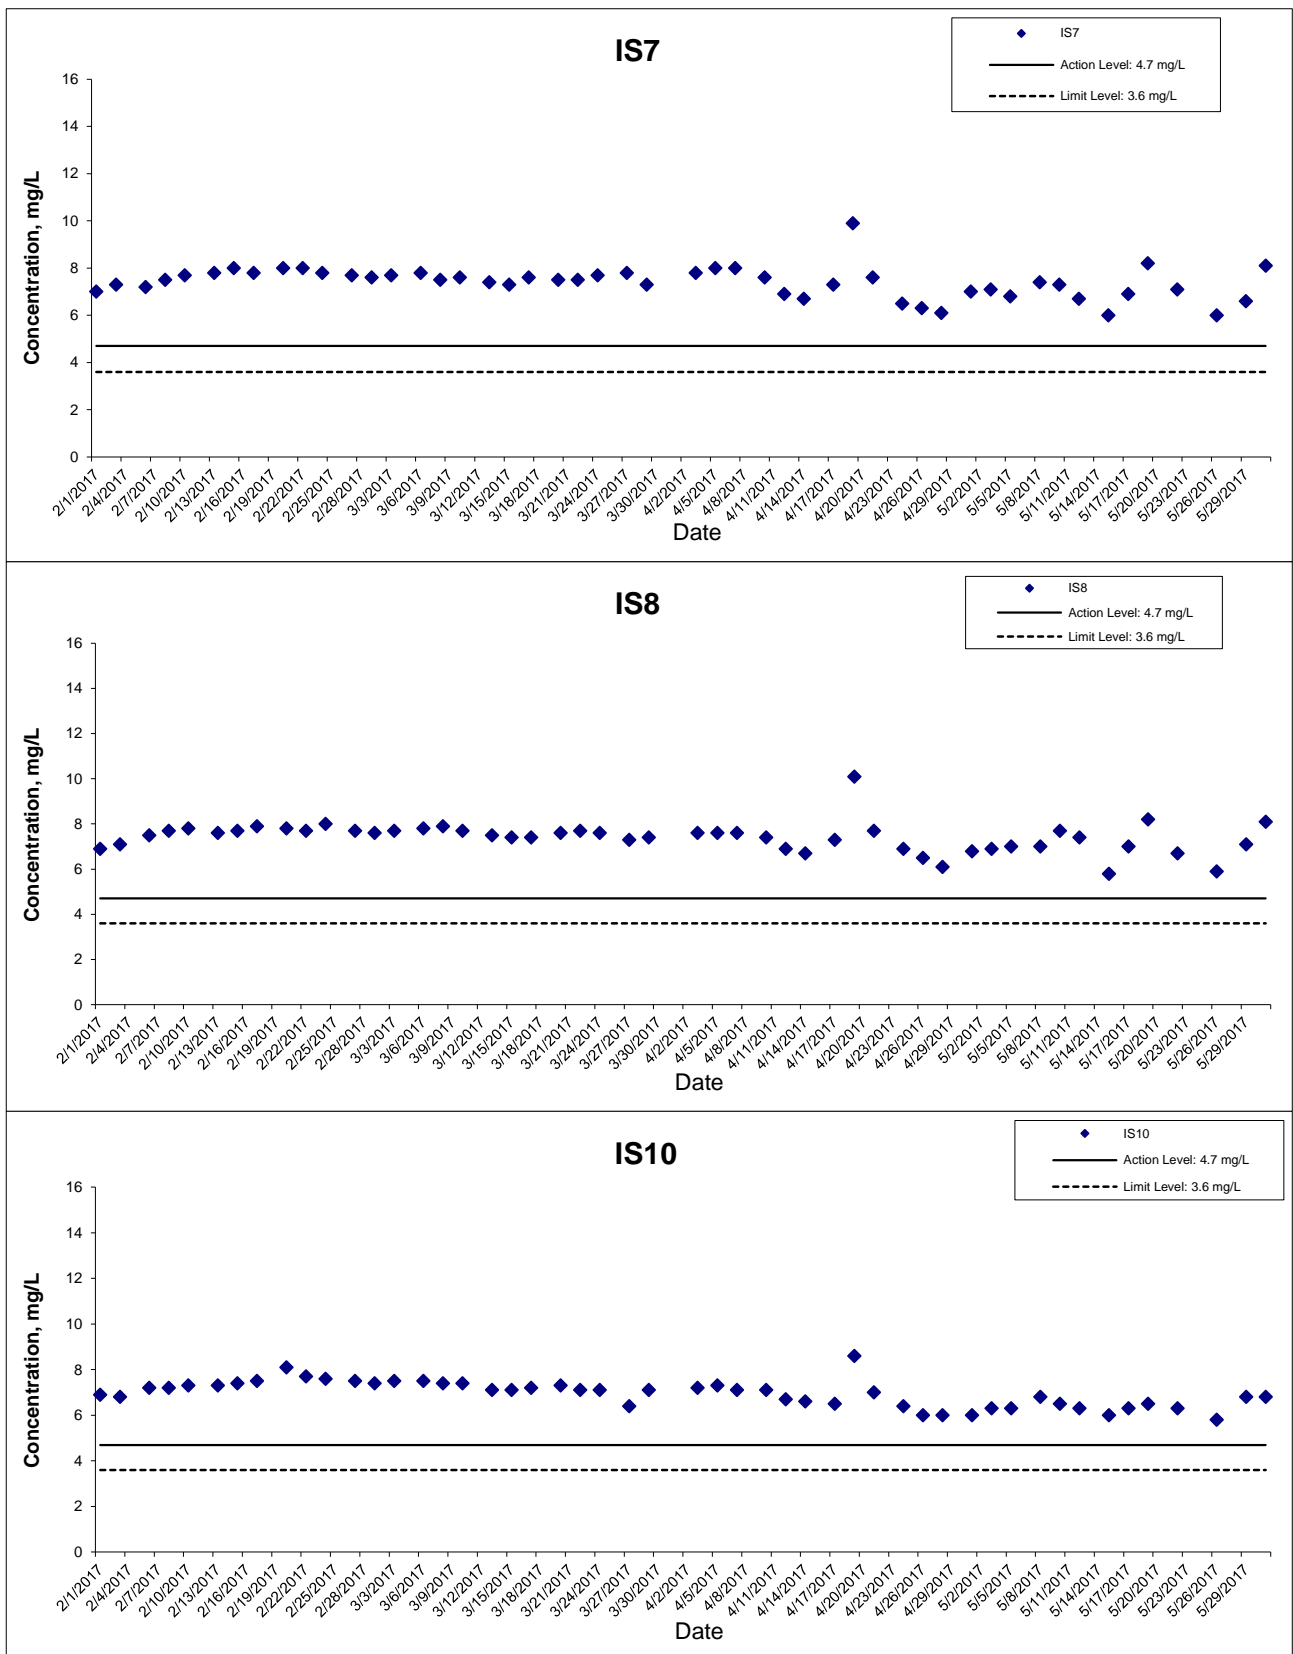 IS7
IS7
Action Level: 4.7 mg/L
Limit Level: 3.6 mg/L
Concentration, mg/L
16
14
12
10
8
6
4
2
0
2/1/2017 2/4/2017 2/7/2017 2/10/2017 2/13/2017 2/16/2017 2/19/2017 2/22/2017 2/25/2017 2/28/2017 3/3/2017 3/6/2017 3/9/2017 3/12/2017 3/15/2017 3/18/2017 3/21/2017 3/24/2017 3/27/2017 3/30/2017 4/2/2017 4/5/2017 4/8/2017 4/11/2017 4/14/2017 4/17/2017 4/20/2017 4/23/2017 4/26/2017 4/29/2017 5/2/2017 5/5/2017 5/8/2017 5/11/2017 5/14/2017 5/17/2017 5/20/2017 5/23/2017 5/26/2017 5/29/2017
Date
IS8
IS8
Action Level: 4.7 mg/L
Limit Level: 3.6 mg/L
Concentration, mg/L
16
14
12
10
8
6
4
2
0
2/1/2017 2/4/2017 2/7/2017 2/10/2017 2/13/2017 2/16/2017 2/19/2017 2/22/2017 2/25/2017 2/28/2017 3/3/2017 3/6/2017 3/9/2017 3/12/2017 3/15/2017 3/18/2017 3/21/2017 3/24/2017 3/27/2017 3/30/2017 4/2/2017 4/5/2017 4/8/2017 4/11/2017 4/14/2017 4/17/2017 4/20/2017 4/23/2017 4/26/2017 4/29/2017 5/2/2017 5/5/2017 5/8/2017 5/11/2017 5/14/2017 5/17/2017 5/20/2017 5/23/2017 5/26/2017 5/29/2017
Date
IS10
IS10
Action Level: 4.7 mg/L
Limit Level: 3.6 mg/L
Concentration, mg/L
16
14
12
10
8
6
4
2
0
2/1/2017 2/4/2017 2/7/2017 2/10/2017 2/13/2017 2/16/2017 2/19/2017 2/22/2017 2/25/2017 2/28/2017 3/3/2017 3/6/2017 3/9/2017 3/12/2017 3/15/2017 3/18/2017 3/21/2017 3/24/2017 3/27/2017 3/30/2017 4/2/2017 4/5/2017 4/8/2017 4/11/2017 4/14/2017 4/17/2017 4/20/2017 4/23/2017 4/26/2017 4/29/2017 5/2/2017 5/5/2017 5/8/2017 5/11/2017 5/14/2017 5/17/2017 5/20/2017 5/23/2017 5/26/2017 5/29/2017
Date